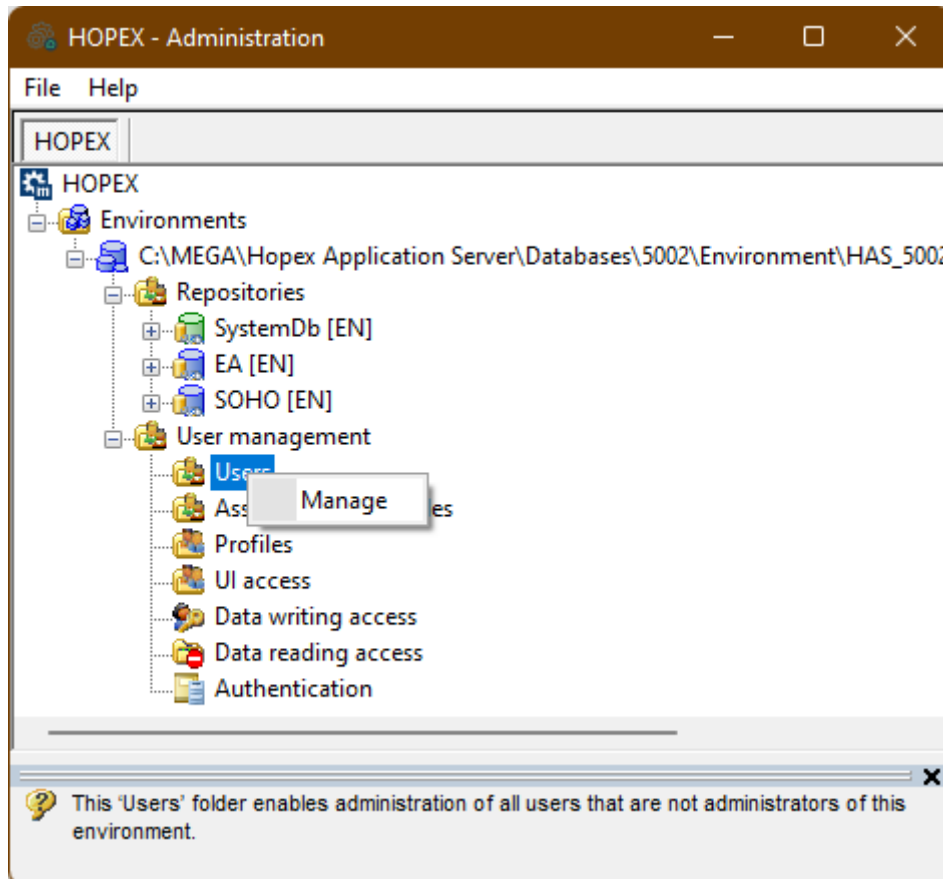 HOPEX - Administration
File Help
HOPEX
HOPEX
Environments
C:\MEGA\Hopex Application Server\Databases\5002\Environment\HAS_5002
Repositories
SystemDb [EN]
EA [EN]
SOHO [EN]
User management
Users
Manage
Profiles
UI access
Data writing access
Data reading access
Authentication
This 'Users' folder enables administration of all users that are not administrators of this
environment.